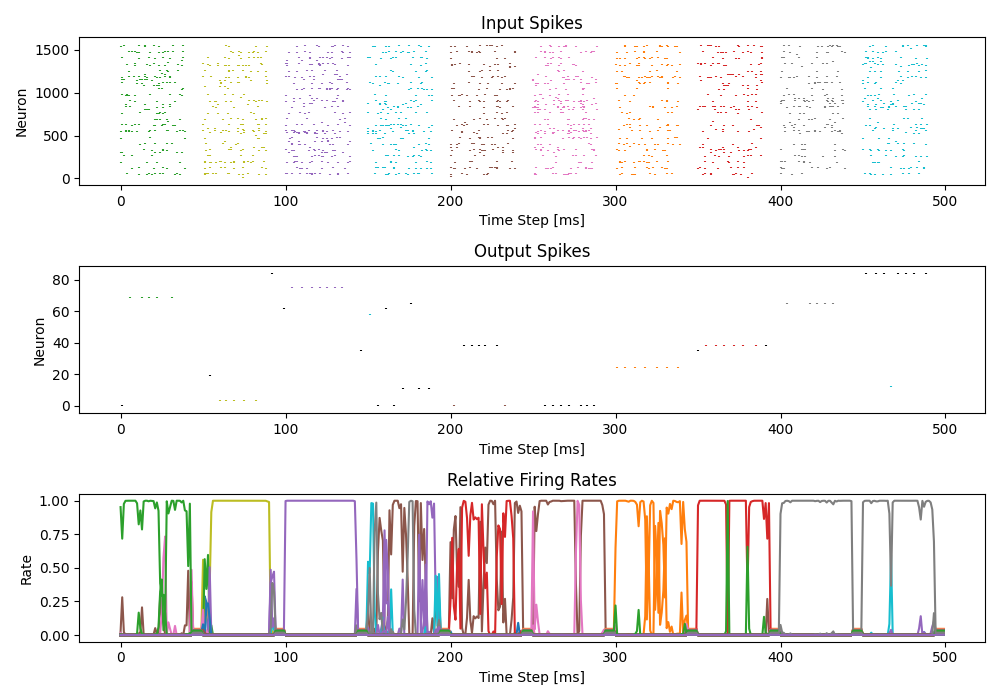 Input Spikes
1500
1000
500
0
Neuron
0 100 200 300 400 500
Time Step [ms]
Output Spikes
80
60
40
20
0
Neuron
0 100 200 300 400 500
Time Step [ms]
Relative Firing Rates
1.00
0.75
0.50
0.25
0.00
Rate
0 100 200 300 400 500
Time Step [ms]